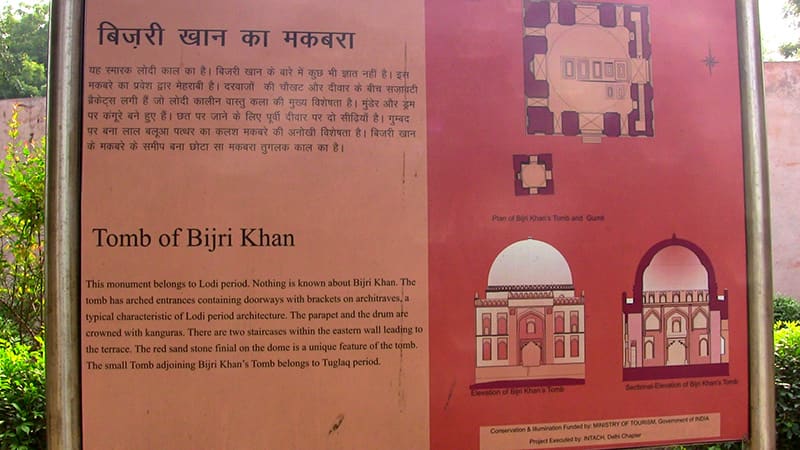 बिज़री खान का मकबरा
यह स्मारक लोदी काल का है। बिजरी खान के बारे में कुछ भी ज्ञात नहीं है। इस
मकबरे का प्रवेश द्वार मेहराबी है। दरवाजों की चौखट और दीवार के बीच सजावटी
ब्रैकेट्स लगी हैं जो लोदी कालीन वास्तु कला की मुख्य विशेषता है। मुंडेर और ड्रम
पर कंगूरे बने हुए हैं। छत पर जाने के लिए पूर्वी दीवार पर दो सीढ़ियाँ है। गुम्बद
पर बना लाल बलूआ पत्थर का कलश मकबरे की अनोखी विशेषता है। बिजरी खान
के मकबरे के समीप बना छोटा सा मकबरा तुगलक काल का है।
Tomb of Bijri Khan
This monument belongs to Lodi period. Nothing is known about Bijri Khan. The
tomb has arched entrances containing doorways with brackets on architraves, a
typical characteristic of Lodi period architecture. The parapet and the drum are
crowned with kanguras. There are two staircases within the eastern wall leading to
the terrace. The red sand stone finial on the dome is a unique feature of the tomb.
The small Tomb adjoining Bijri Khan's Tomb belongs to Tuglaq period.
Plan of Bijri Khan's Tomb and Gumti
Elevation of Bijri Khan's Tomb
Sectional-Elevation of Bijri Khan's Tomb
Conservation & Illumination Funded by: MINISTRY OF TOURISM, Government of INDIA
Project Executed by: INTACH, Delhi Chapter